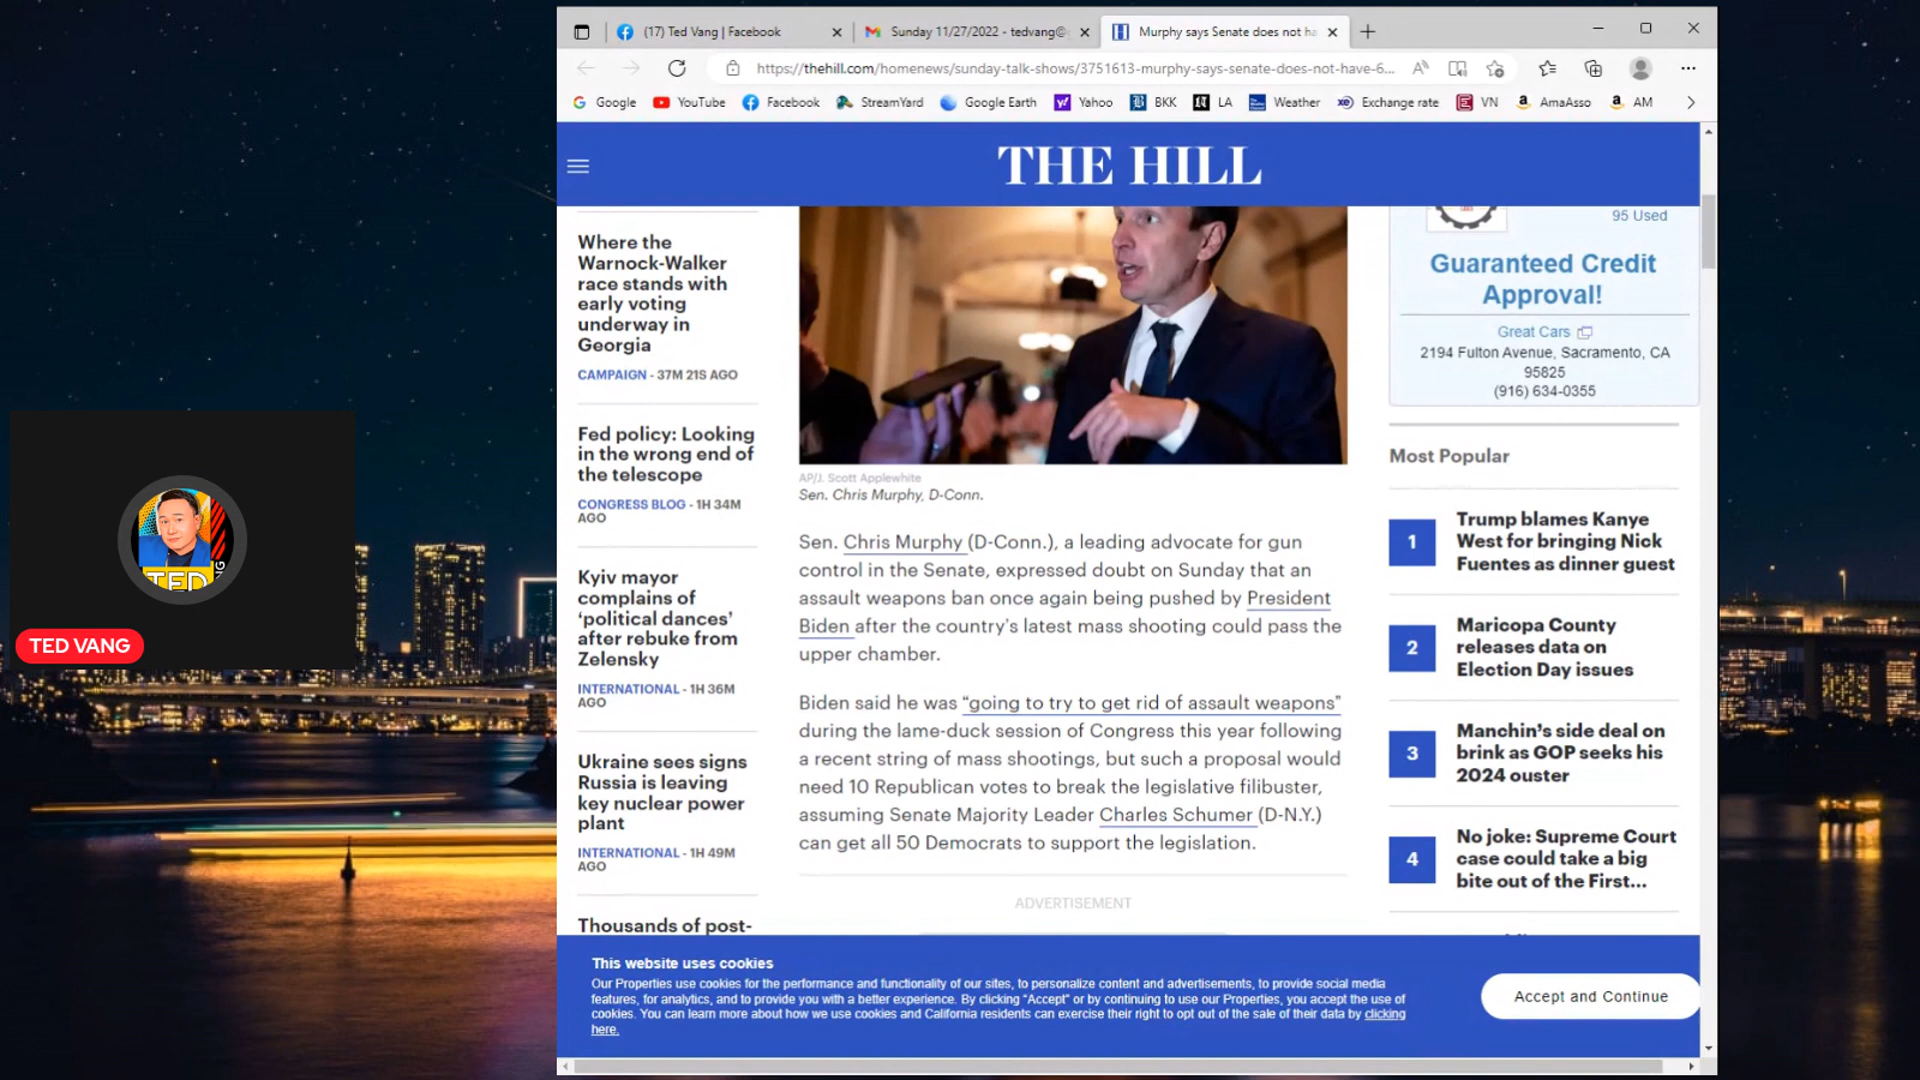 (17) Ted Vang | Facebook
Sunday 11/27/2022 - tedvang@
Murphy says Senate does not ha
https://thehill.com/homenews/sunday-talk-shows/3751613-murphy-says-senate-does-not-have-6...
Google
YouTube
Facebook
StreamYard
Google Earth
Yahoo
BKK
LA
Weather
Exchange rate
VN
AmaAsso
AM
THE HILL
Where the
Warnock-Walker
race stands with
early voting
underway in
Georgia
CAMPAIGN - 37M 21S AGO
Fed policy: Looking
in the wrong end of
the telescope
CONGRESS BLOG - 1H 34M
AGO
Kyiv mayor
complains of
‘political dances’
after rebuke from
Zelensky
INTERNATIONAL - 1H 36M
AGO
Ukraine sees signs
Russia is leaving
key nuclear power
plant
INTERNATIONAL - 1H 49M
AGO
Thousands of post-
AP/J. Scott Applewhite
Sen. Chris Murphy, D-Conn.
Sen. Chris Murphy (D-Conn.), a leading advocate for gun
control in the Senate, expressed doubt on Sunday that an
assault weapons ban once again being pushed by President
Biden after the country’s latest mass shooting could pass the
upper chamber.
Biden said he was “going to try to get rid of assault weapons”
during the lame-duck session of Congress this year following
a recent string of mass shootings, but such a proposal would
need 10 Republican votes to break the legislative filibuster,
assuming Senate Majority Leader Charles Schumer (D-N.Y.)
can get all 50 Democrats to support the legislation.
ADVERTISEMENT
95 Used
Guaranteed Credit
Approval!
Great Cars
2194 Fulton Avenue, Sacramento, CA
95825
(916) 634-0355
Most Popular
1
Trump blames Kanye
West for bringing Nick
Fuentes as dinner guest
2
Maricopa County
releases data on
Election Day issues
3
Manchin’s side deal on
brink as GOP seeks his
2024 ouster
4
No joke: Supreme Court
case could take a big
bite out of the First...
This website uses cookies
Our Properties use cookies for the performance and functionality of our sites, to personalize content and advertisements, to provide social media
features, for analytics, and to provide you with a better experience. By clicking “Accept” or by continuing to use our Properties, you accept the use of
cookies. You can learn more about how we use cookies and California residents can exercise their right to opt out of the sale of their data by clicking
here.
Accept and Continue
TED
TED VANG